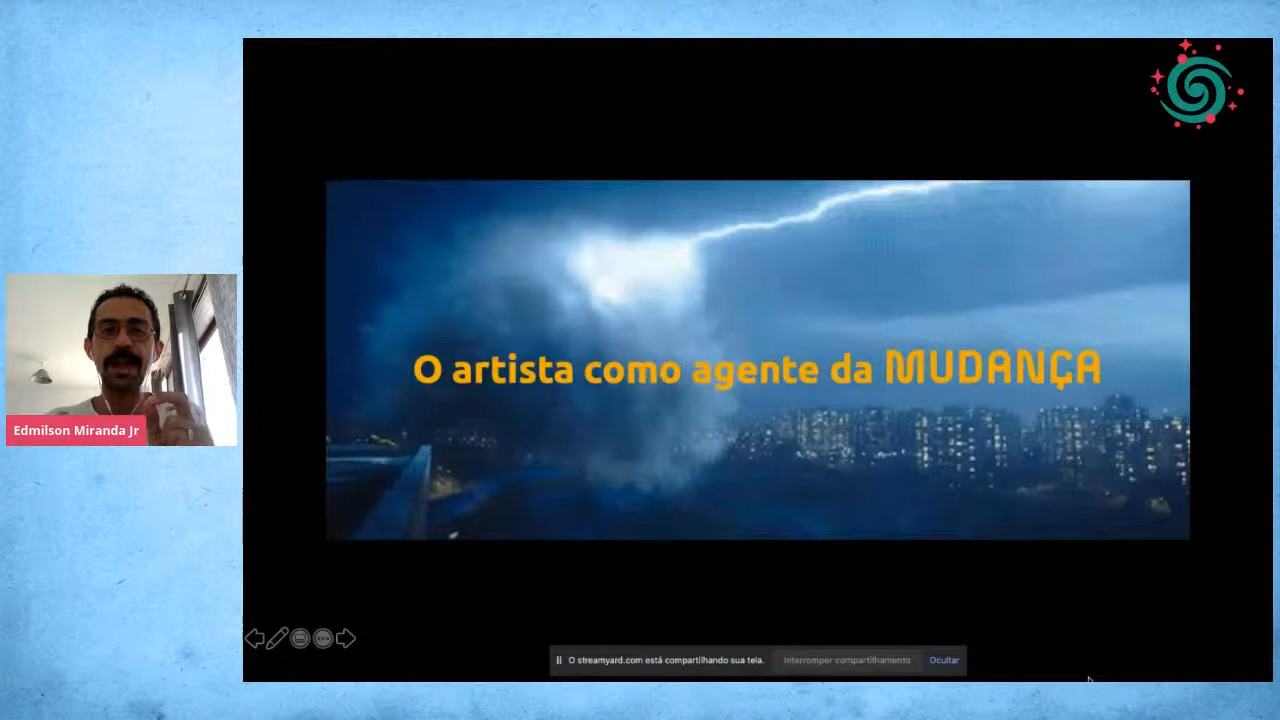 O artista como agente da MUDANÇA
Edmilson Miranda Jr
O streamyard.com está compartilhando sua tela. Interromper compartilhamento Ocultar